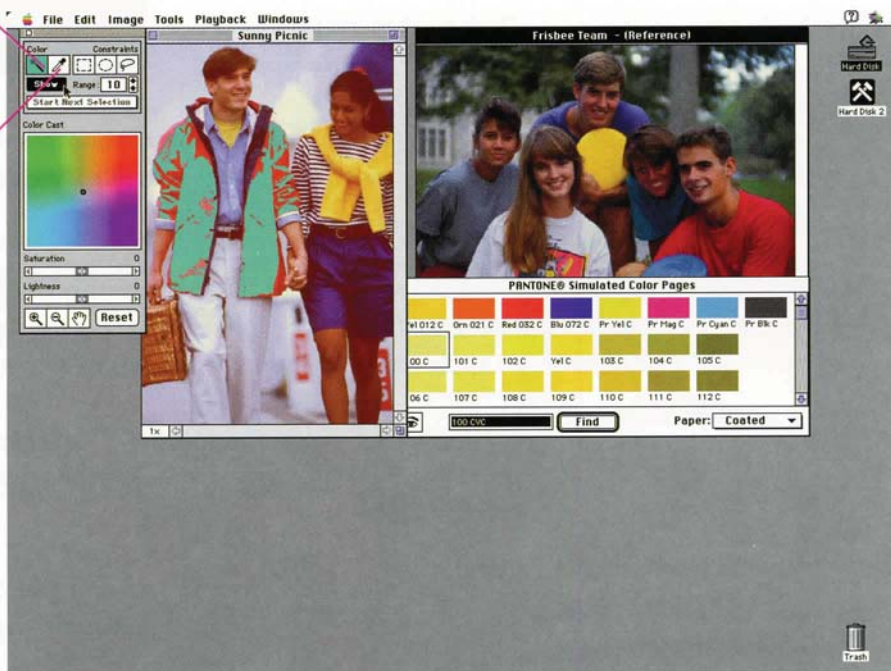 File Edit Image Tools Playback Windows
Color Constraints
Show Range: 10
Start Next Selection
Color Cast
Saturation 0
Lightness 0
Reset
Sunny Picnic
1x
Frisbee Team - (Reference)
PANTONE® Simulated Color Pages
Yel 012 C Orn 021 C Red 032 C Blu 072 C Pr Yel C Pr Mag C Pr Cyan C Pr Blk C
00 C 101 C 102 C Yel C 103 C 104 C 105 C
06 C 107 C 108 C 109 C 110 C 111 C 112 C
100 CVC Find Paper: Coated
Hard Disk
Hard Disk 2
Trash